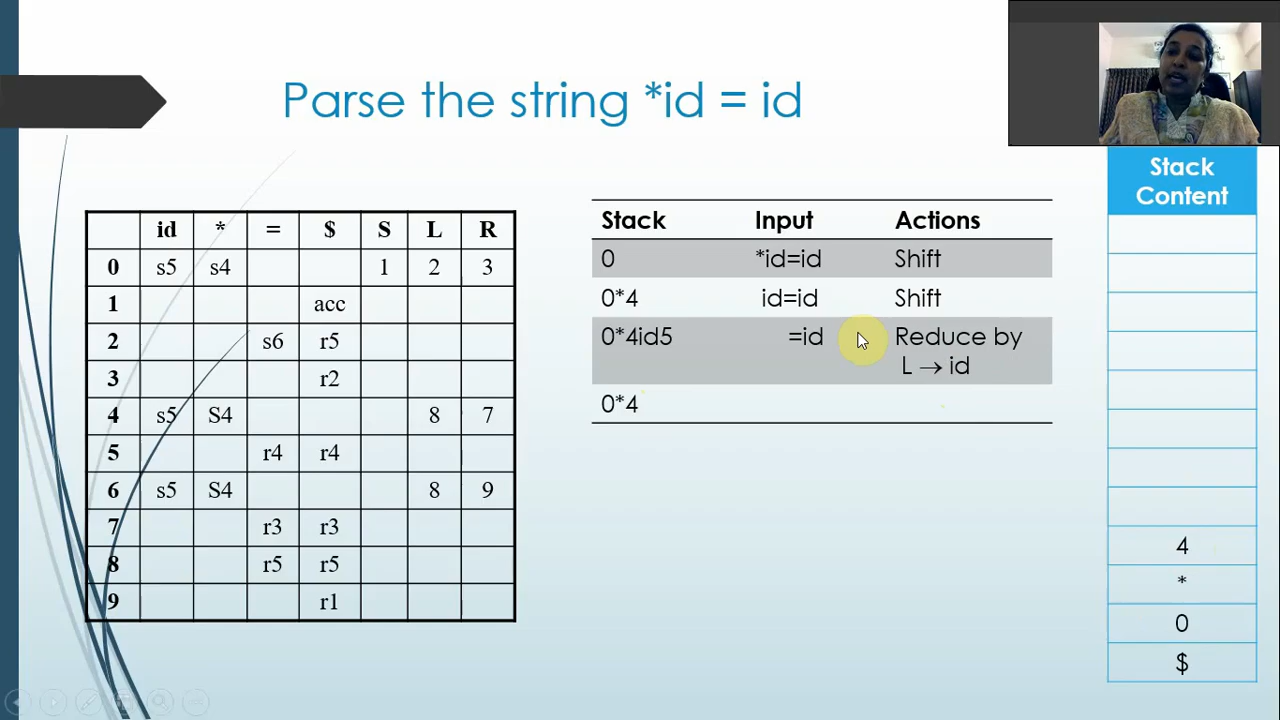 Parse the string *id = id
id * = $ S L R
0 s5 s4 1 2 3
1 acc
2 s6 r5
3 r2
4 s5 S4 8 7
5 r4 r4
6 s5 S4 8 9
7 r3 r3
8 r5 r5
9 r1
Stack Input Actions
0 *id=id Shift
0*4 id=id Shift
0*4id5 =id Reduce by
L → id
0*4
Stack
Content
4
*
0
$